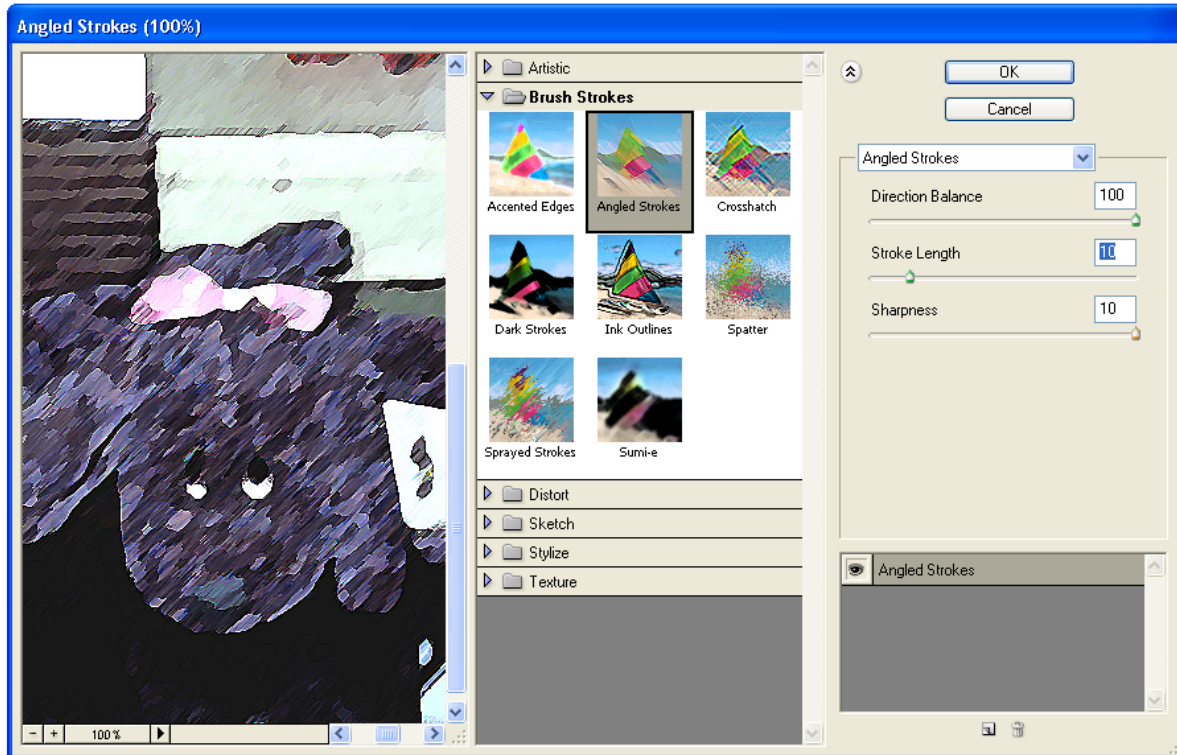 Angled Strokes (100%)
Artistic
Brush Strokes
Accented Edges
Angled Strokes
Crosshatch
Dark Strokes
Ink Outlines
Spatter
Sprayed Strokes
Sumi-e
Distort
Sketch
Stylize
Texture
OK
Cancel
Angled Strokes
Direction Balance 100
Stroke Length 10
Sharpness 10
Angled Strokes
- + 100 %